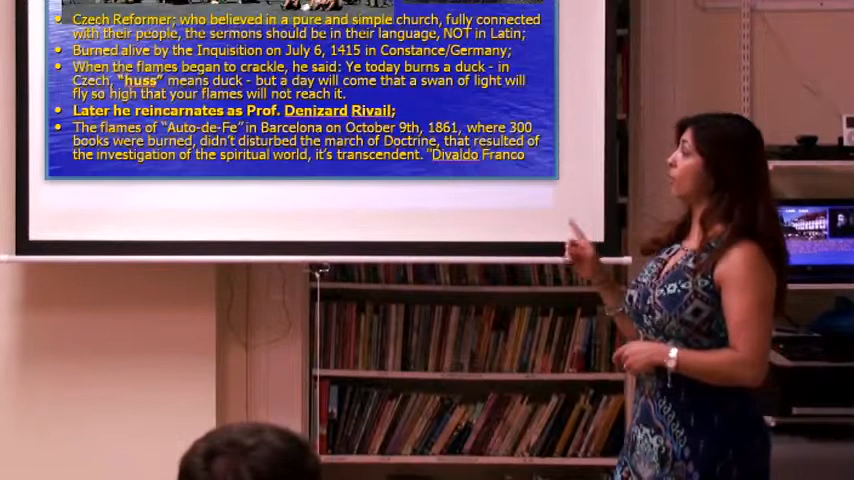 • Czech Reformer; who believed in a pure and simple church, fully connected
with their people, the sermons should be in their language, NOT in Latin;
• Burned alive by the Inquisition on July 6, 1415 in Constance/Germany;
• When the flames began to crackle, he said: Ye today burns a duck - in
Czech, "huss" means duck - but a day will come that a swan of light will
fly so high that your flames will not reach it.
• Later he reincarnates as Prof. Denizard Rivail;
• The flames of "Auto-de-Fe" in Barcelona on October 9th, 1861, where 300
books were burned, didn't disturbed the march of Doctrine, that resulted of
the investigation of the spiritual world, it's transcendent. "Divaldo Franco